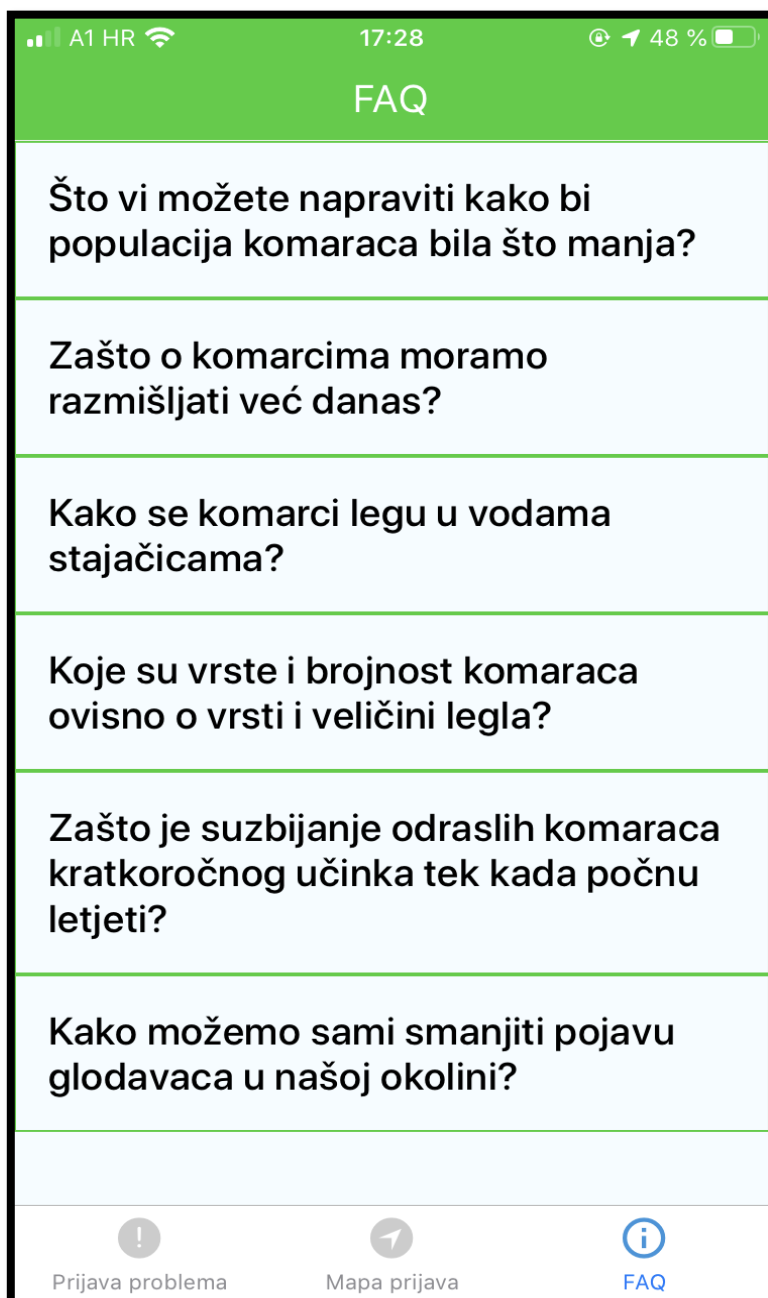 A1 HR 17:28 48 %
FAQ
Što vi možete napraviti kako bi
populacija komaraca bila što manja?
Zašto o komarcima moramo
razmišljati već danas?
Kako se komarci legu u vodama
stajačicama?
Koje su vrste i brojnost komaraca
ovisno o vrsti i veličini legla?
Zašto je suzbijanje odraslih komaraca
kratkoročnog učinka tek kada počnu
letjeti?
Kako možemo sami smanjiti pojavu
glodavaca u našoj okolini?
Prijava problema Mapa prijava FAQ